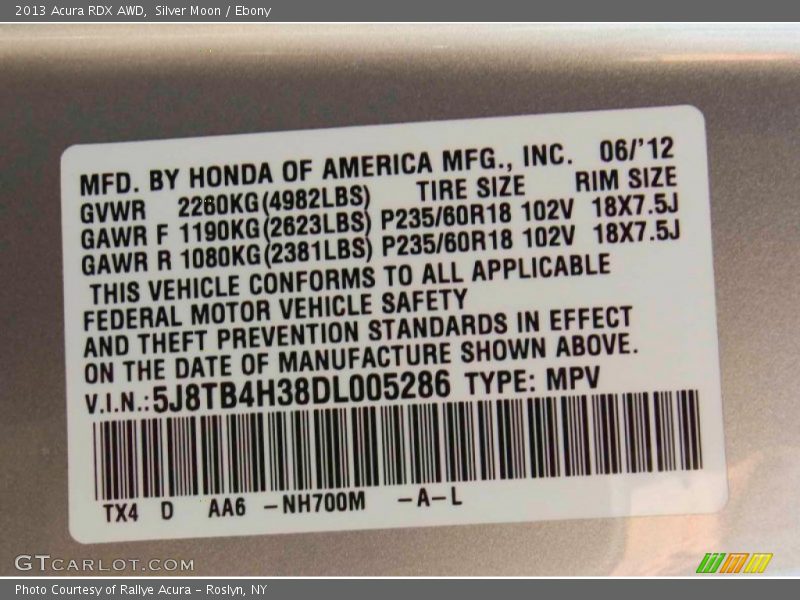 2013 Acura RDX AWD,  Silver Moon / Ebony
MFD. BY HONDA OF AMERICA MFG., INC. 06/'12
GVWR 2260KG(4982LBS) TIRE SIZE RIM SIZE
GAWR F 1190KG(2623LBS) P235/60R18 102V 18X7.5J
GAWR R 1080KG(2381LBS) P235/60R18 102V 18X7.5J
THIS VEHICLE CONFORMS TO ALL APPLICABLE
FEDERAL MOTOR VEHICLE SAFETY
AND THEFT PREVENTION STANDARDS IN EFFECT
ON THE DATE OF MANUFACTURE SHOWN ABOVE.
V.I.N.:5J8TB4H38DL005286 TYPE: MPV
TX4 D AA6 -NH700M -A-L
GTCARLOT.COM
Photo Courtesy of Rallye Acura - Roslyn, NY